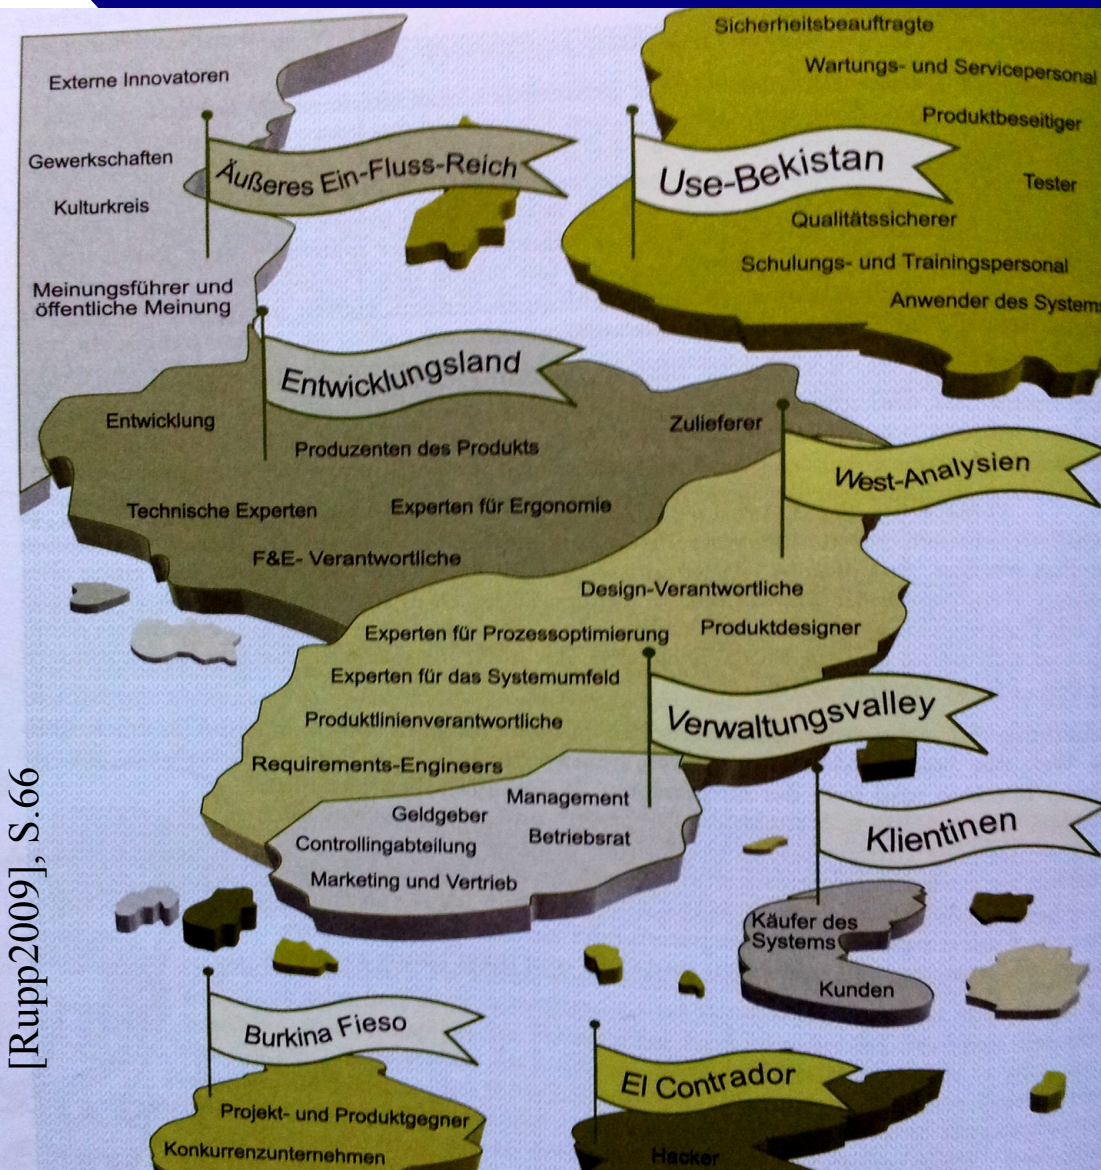 Externe Innovatoren
Gewerkschaften
Äußeres Ein-Fluss-Reich
Kulturkreis
Meinungsführer und
öffentliche Meinung
Sicherheitsbeauftragte
Wartungs- und Servicepersonal
Produktbeseitiger
Use-Bekistan
Tester
Qualitätssicherer
Schulungs- und Trainingspersonal
Anwender des Systems
Entwicklungsland
Entwicklung
Produzenten des Produkts
Zulieferer
Technische Experten
Experten für Ergonomie
F&E- Verantwortliche
West-Analysien
Design-Verantwortliche
Experten für Prozessoptimierung
Produktdesigner
Experten für das Systemumfeld
Produktlinienverantwortliche
Requirements-Engineers
Verwaltungsvalley
Management
Geldgeber
Betriebsrat
Controllingabteilung
Marketing und Vertrieb
Klientinen
Käufer des
Systems
Kunden
Burkina Fieso
Projekt- und Produktgegner
Konkurrenzunternehmen
El Contrador
Hacker
[Rupp2009], S.66